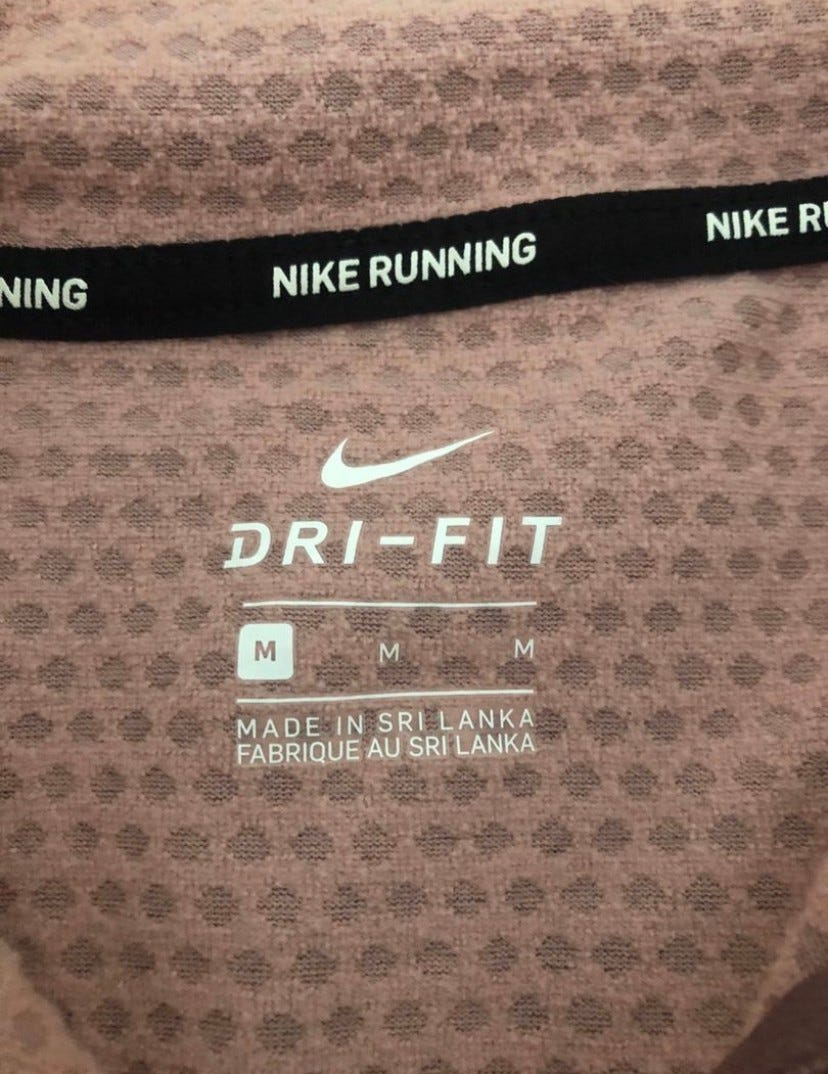 NING NIKE RUNNING NIKE RU
DRI-FIT
M M M
MADE IN SRI LANKA
FABRIQUE AU SRI LANKA